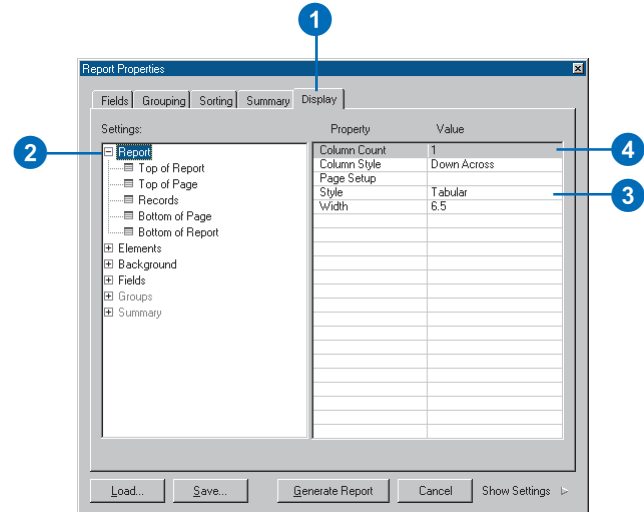 1
Report Properties
Fields Grouping Sorting Summary Display
Settings:
Property Value
2
Report
Top of Report
Top of Page
Records
Bottom of Page
Bottom of Report
Elements
Background
Fields
Groups
Summary
Column Count 1
4
Column Style Down Across
Page Setup
Style Tabular
3
Width 6.5
Load... Save... Generate Report Cancel Show Settings